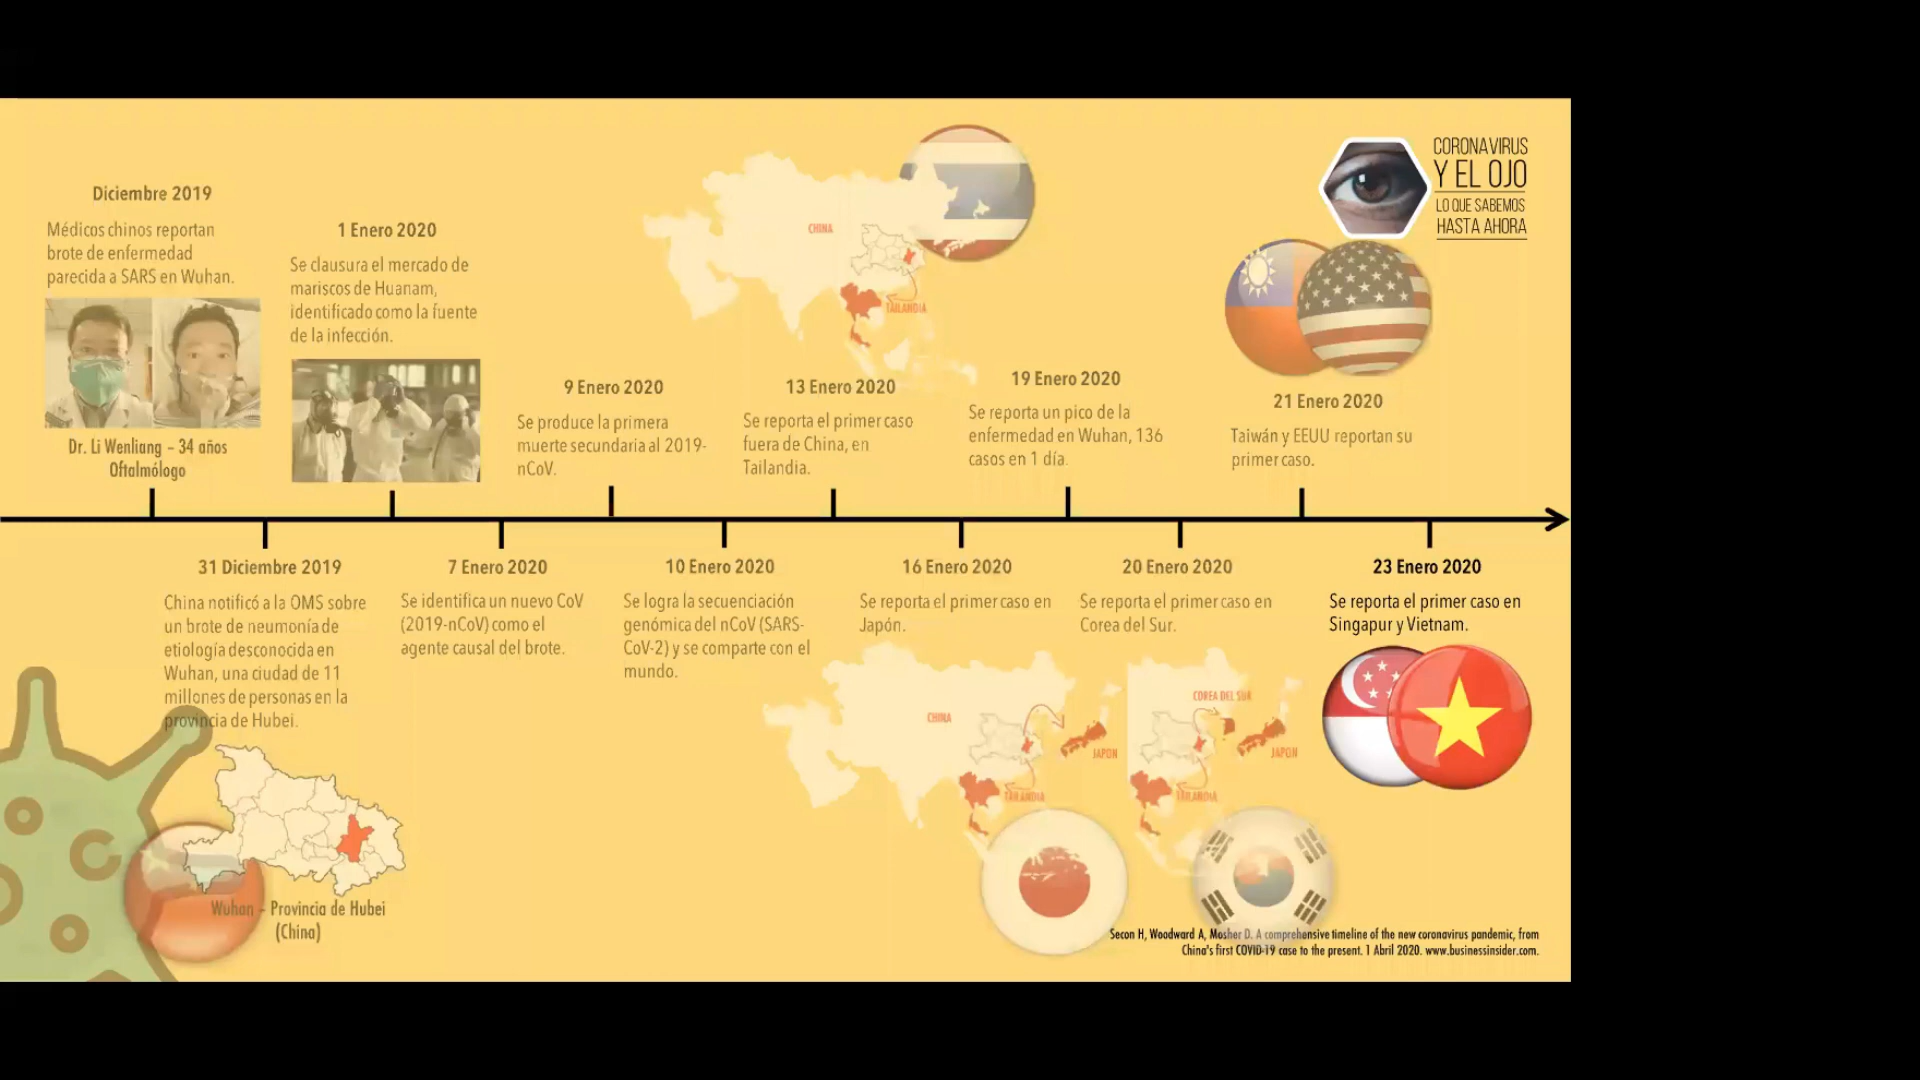 CORONAVIRUS
Y EL OJO
LO QUE SABEMOS
HASTA AHORA
Diciembre 2019
Médicos chinos reportan
brote de enfermedad
parecida a SARS en Wuhan.
Dr. Li Wenliang – 34 años
Oftalmólogo
31 Diciembre 2019
China notificó a la OMS sobre
un brote de neumonía de
etiología desconocida en
Wuhan, una ciudad de 11
millones de personas en la
provincia de Hubei.
Wuhan – Provincia de Hubei
(China)
1 Enero 2020
Se clausura el mercado de
mariscos de Huanam,
identificado como la fuente
de la infección.
7 Enero 2020
Se identifica un nuevo CoV
(2019-nCoV) como el
agente causal del brote.
9 Enero 2020
Se produce la primera
muerte secundaria al 2019-
nCoV.
10 Enero 2020
Se logra la secuenciación
genómica del nCoV (SARS-
CoV-2) y se comparte con el
mundo.
CHINA
TAILANDIA
13 Enero 2020
Se reporta el primer caso
fuera de China, en
Tailandia.
16 Enero 2020
Se reporta el primer caso en
Japón.
CHINA
JAPON
TAILANDIA
19 Enero 2020
Se reporta un pico de la
enfermedad en Wuhan, 136
casos en 1 día.
20 Enero 2020
Se reporta el primer caso en
Corea del Sur.
COREA DEL SUR
JAPON
TAILANDIA
21 Enero 2020
Taiwán y EEUU reportan su
primer caso.
23 Enero 2020
Se reporta el primer caso en
Singapur y Vietnam.
Secon H, Woodward A, Mosher D. A comprehensive timeline of the new coronavirus pandemic, from
China's first COVID-19 case to the present. 1 Abril 2020. www.businessinsider.com.